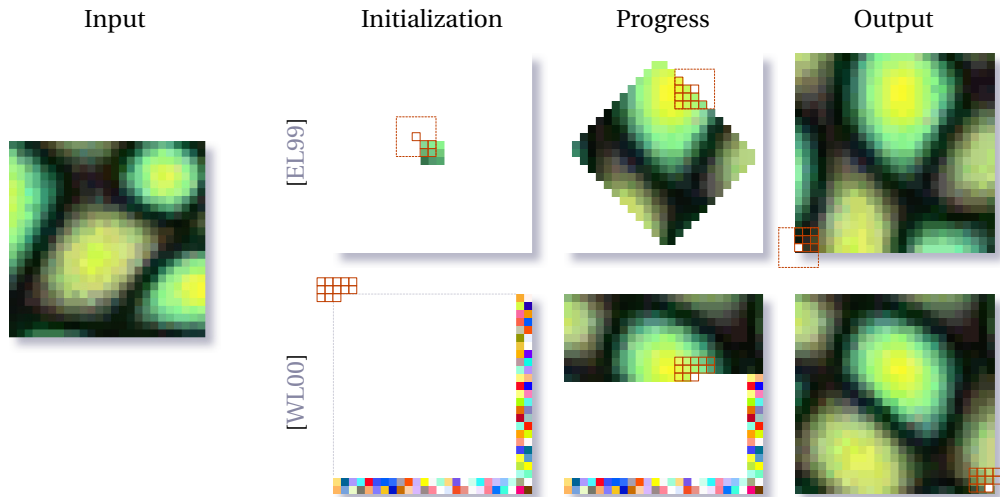 Input
Initialization
Progress
Output
[EL99]
[WL00]